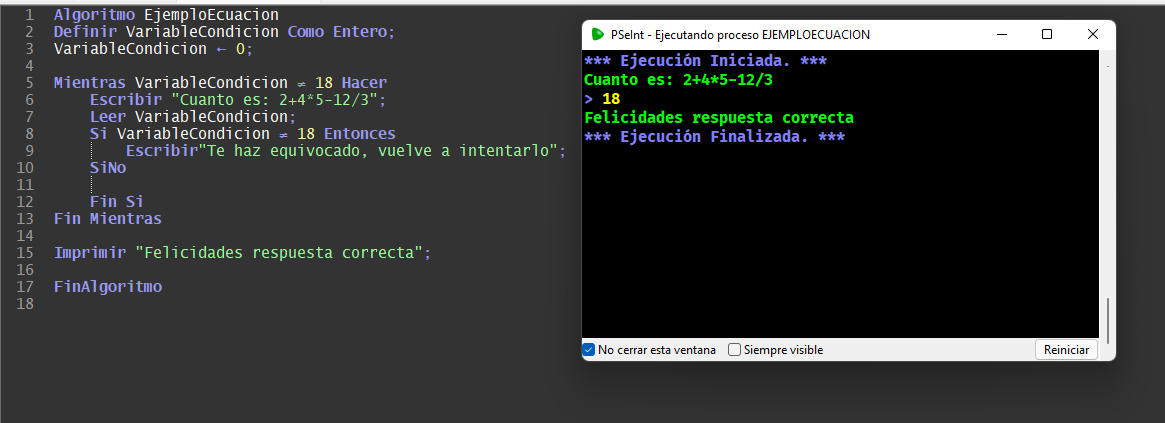 1 Algoritmo EjemploEcuacion
2 Definir VariableCondicion Como Entero;
3 VariableCondicion ← 0;
4
5 Mientras VariableCondicion ≠ 18 Hacer
6 Escribir "Cuanto es: 2+4*5-12/3";
7 Leer VariableCondicion;
8 Si VariableCondicion ≠ 18 Entonces
9 Escribir"Te haz equivocado, vuelve a intentarlo";
10 SiNo
11
12 Fin Si
13 Fin Mientras
14
15 Imprimir "Felicidades respuesta correcta";
16
17 FinAlgoritmo
18
PSeInt - Ejecutando proceso EJEMPLOECUACION
*** Ejecución Iniciada. ***
Cuanto es: 2+4*5-12/3
> 18
Felicidades respuesta correcta
*** Ejecución Finalizada. ***
No cerrar esta ventana Siempre visible Reiniciar